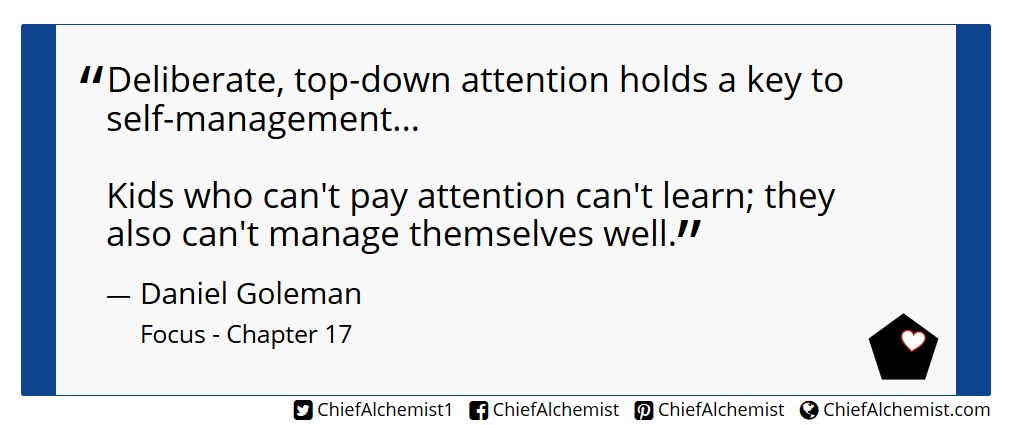 “Deliberate, top-down attention holds a key to
self-management...
Kids who can't pay attention can't learn; they
also can't manage themselves well.”
— Daniel Goleman
Focus - Chapter 17
ChiefAlchemist1 ChiefAlchemist ChiefAlchemist ChiefAlchemist.com